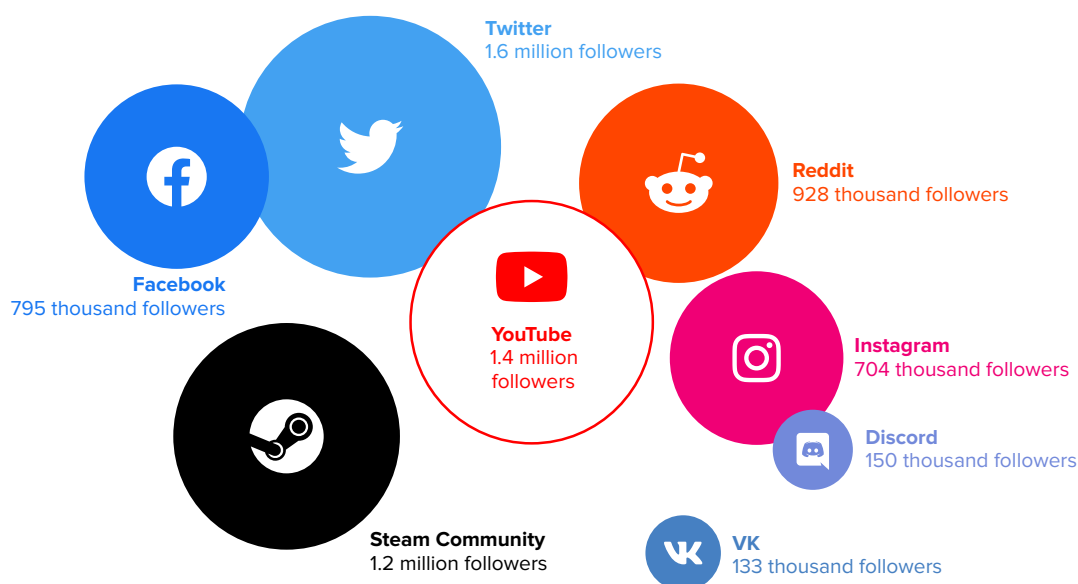 Twitter
1.6 million followers
Reddit
928 thousand followers
Facebook
795 thousand followers
YouTube
1.4 million
followers
Instagram
704 thousand followers
Discord
150 thousand followers
Steam Community
1.2 million followers
VK
133 thousand followers